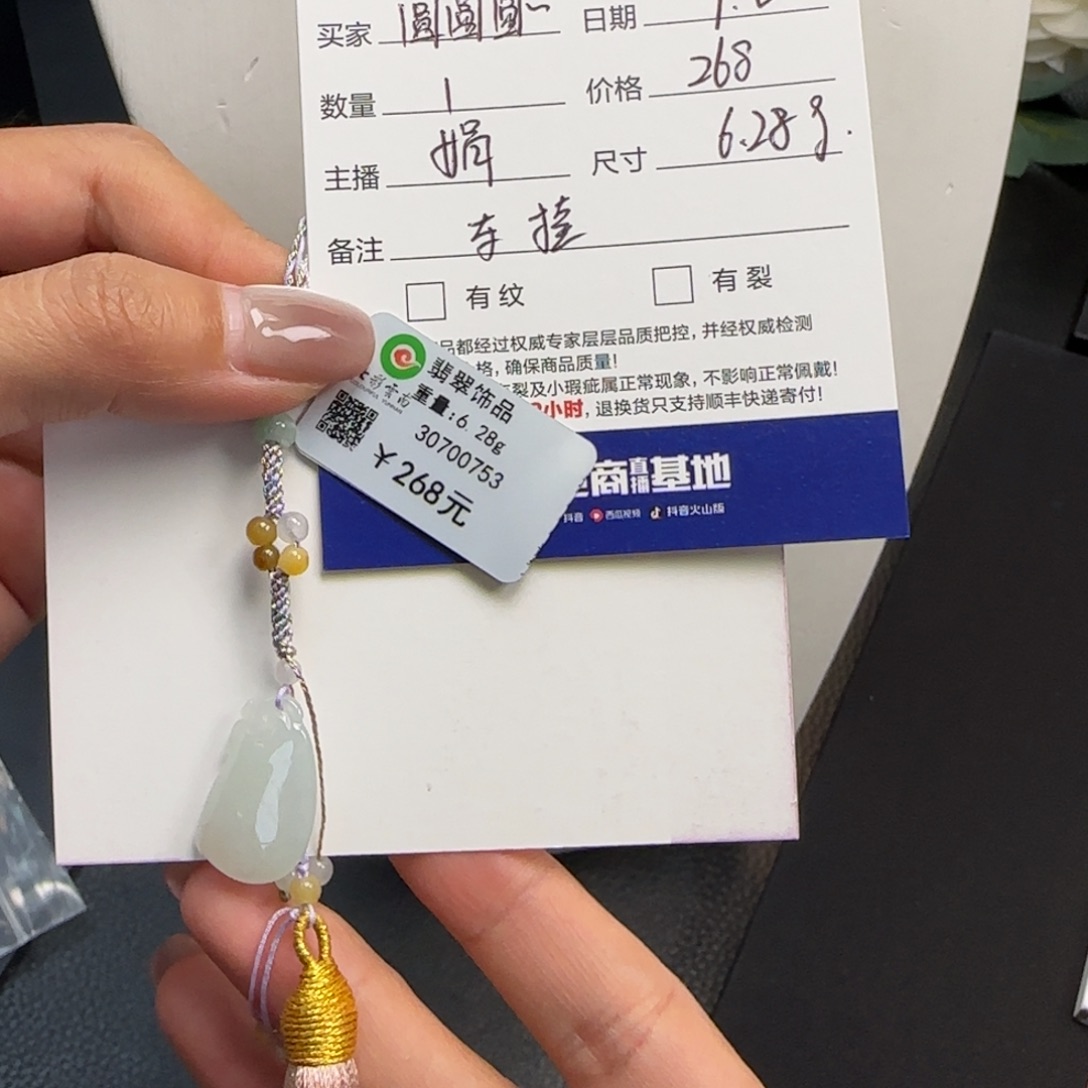 买家 圆圆圆 日期
数量 1 价格 268
主播 娟 尺寸 6.28g.
备注 车挂
有纹 有裂
品都经过权威专家层层品质把控,并经权威检测
格,确保商品质量!
裂及小瑕疵属正常现象,不影响正常佩戴!
小时,退换货只支持顺丰快递寄付!
商直播基地
抖音 西瓜视频 抖音火山版
翡翠饰品
重量:6.28g
30700753
￥268元